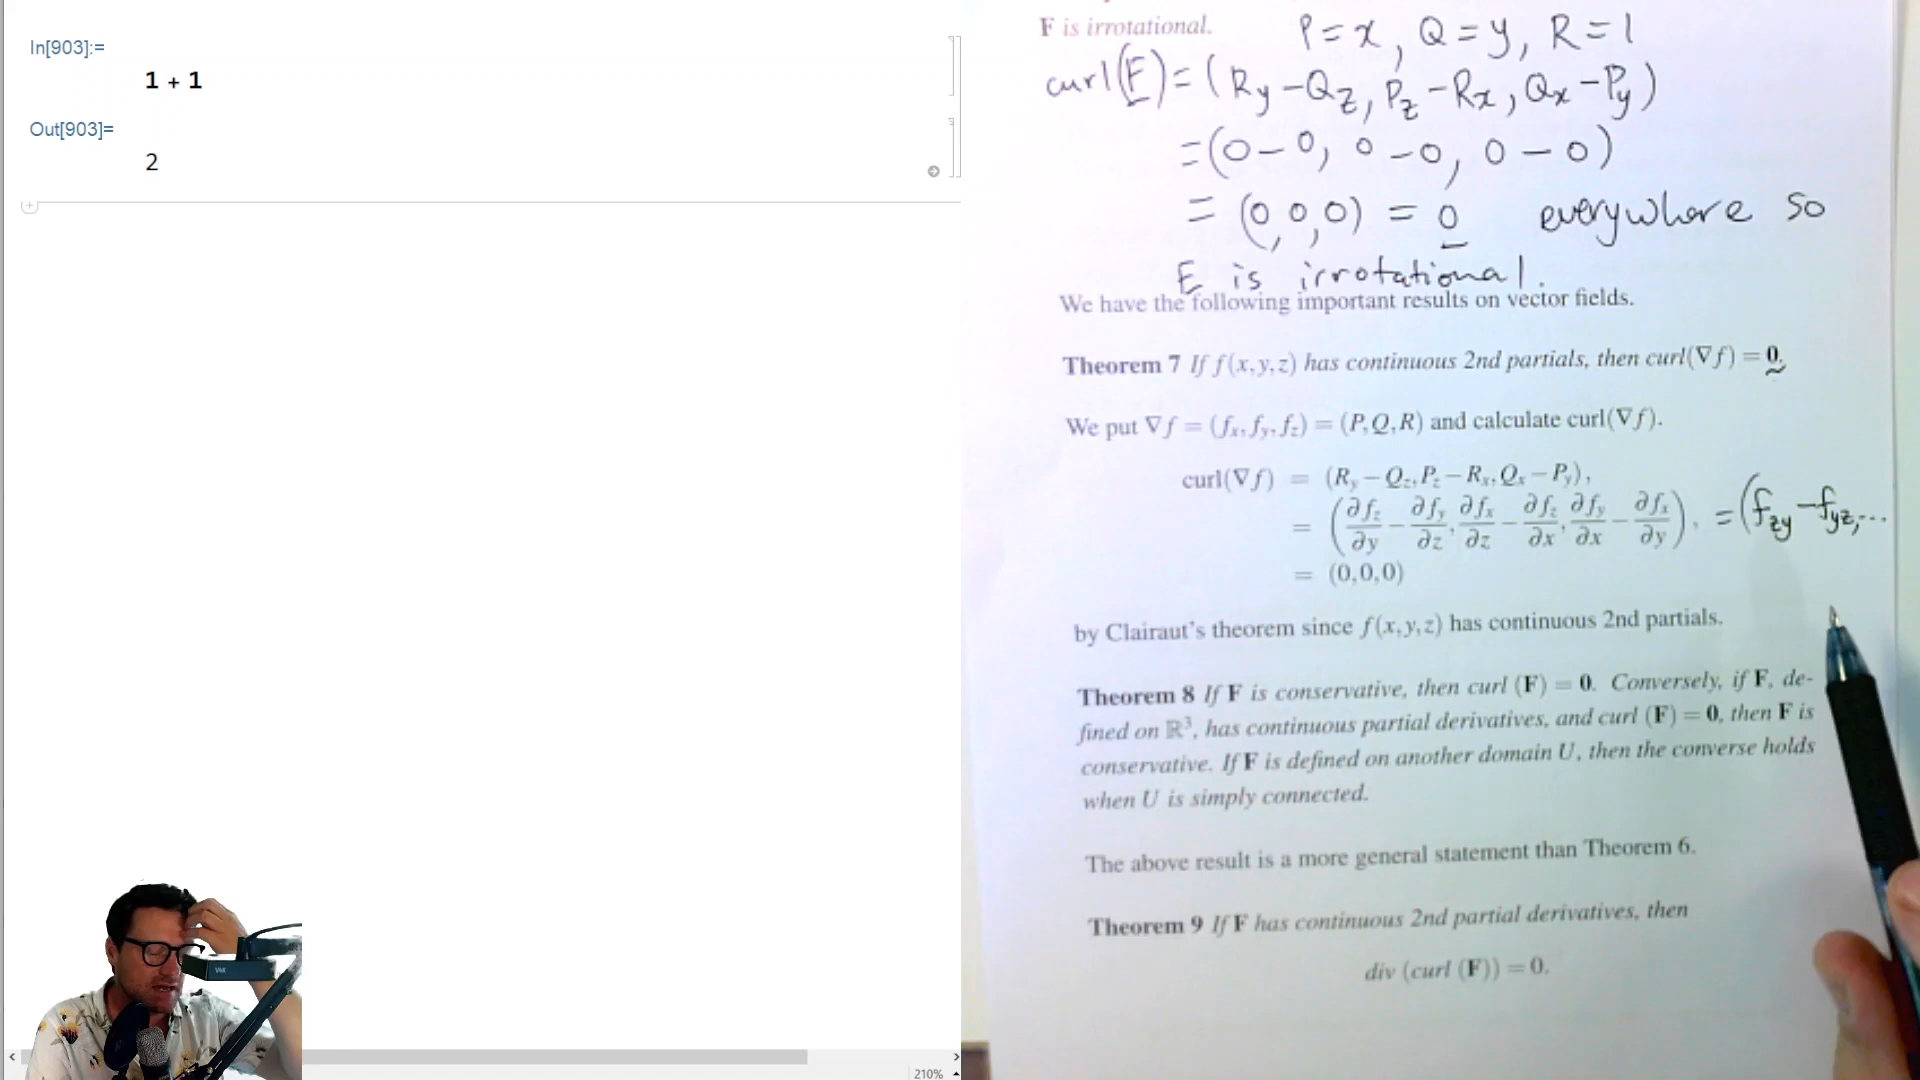 In[903]:=
1 + 1
Out[903]=
2
210%
F is irrotational.
P = x, Q = y, R = 1
curl(F) = (Ry − Qz, Pz − Rx, Qx − Py)
= (0 − 0, 0 − 0, 0 − 0)
= (0, 0, 0) = 0 everywhere so
F is irrotational.
We have the following important results on vector fields.
Theorem 7 If f(x,y,z) has continuous 2nd partials, then curl(∇f) = 0.
We put ∇f = (fx, fy, fz) = (P,Q,R) and calculate curl(∇f).
curl(∇f) = (Ry − Qz, Pz − Rx, Qx − Py),
= (∂fz/∂y − ∂fy/∂z, ∂fx/∂z − ∂fz/∂x, ∂fy/∂x − ∂fx/∂y), = (fzy − fyz, ...
= (0,0,0)
by Clairaut's theorem since f(x,y,z) has continuous 2nd partials.
Theorem 8 If F is conservative, then curl (F) = 0. Conversely, if F, de-
fined on ℝ³, has continuous partial derivatives, and curl (F) = 0, then F is
conservative. If F is defined on another domain U, then the converse holds
when U is simply connected.
The above result is a more general statement than Theorem 6.
Theorem 9 If F has continuous 2nd partial derivatives, then
div (curl (F)) = 0.